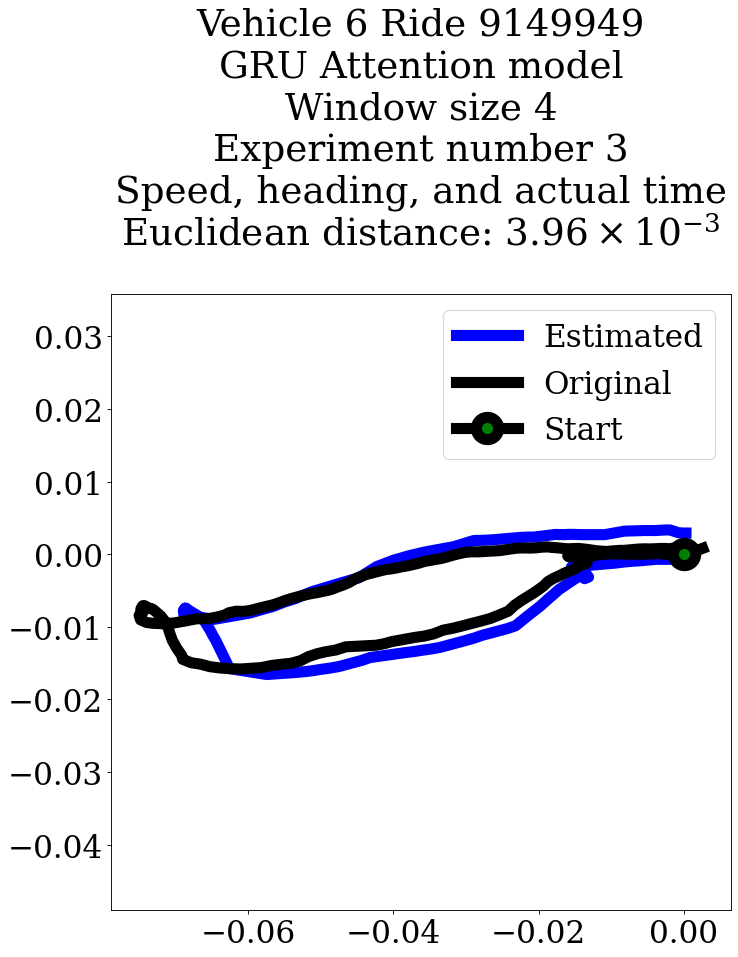 Vehicle 6 Ride 9149949
GRU Attention model
Window size 4
Experiment number 3
Speed, heading, and actual time
Euclidean distance: 3.96 × 10⁻³
Estimated
Original
Start
0.03
0.02
0.01
0.00
−0.01
−0.02
−0.03
−0.04
−0.06 −0.04 −0.02 0.00